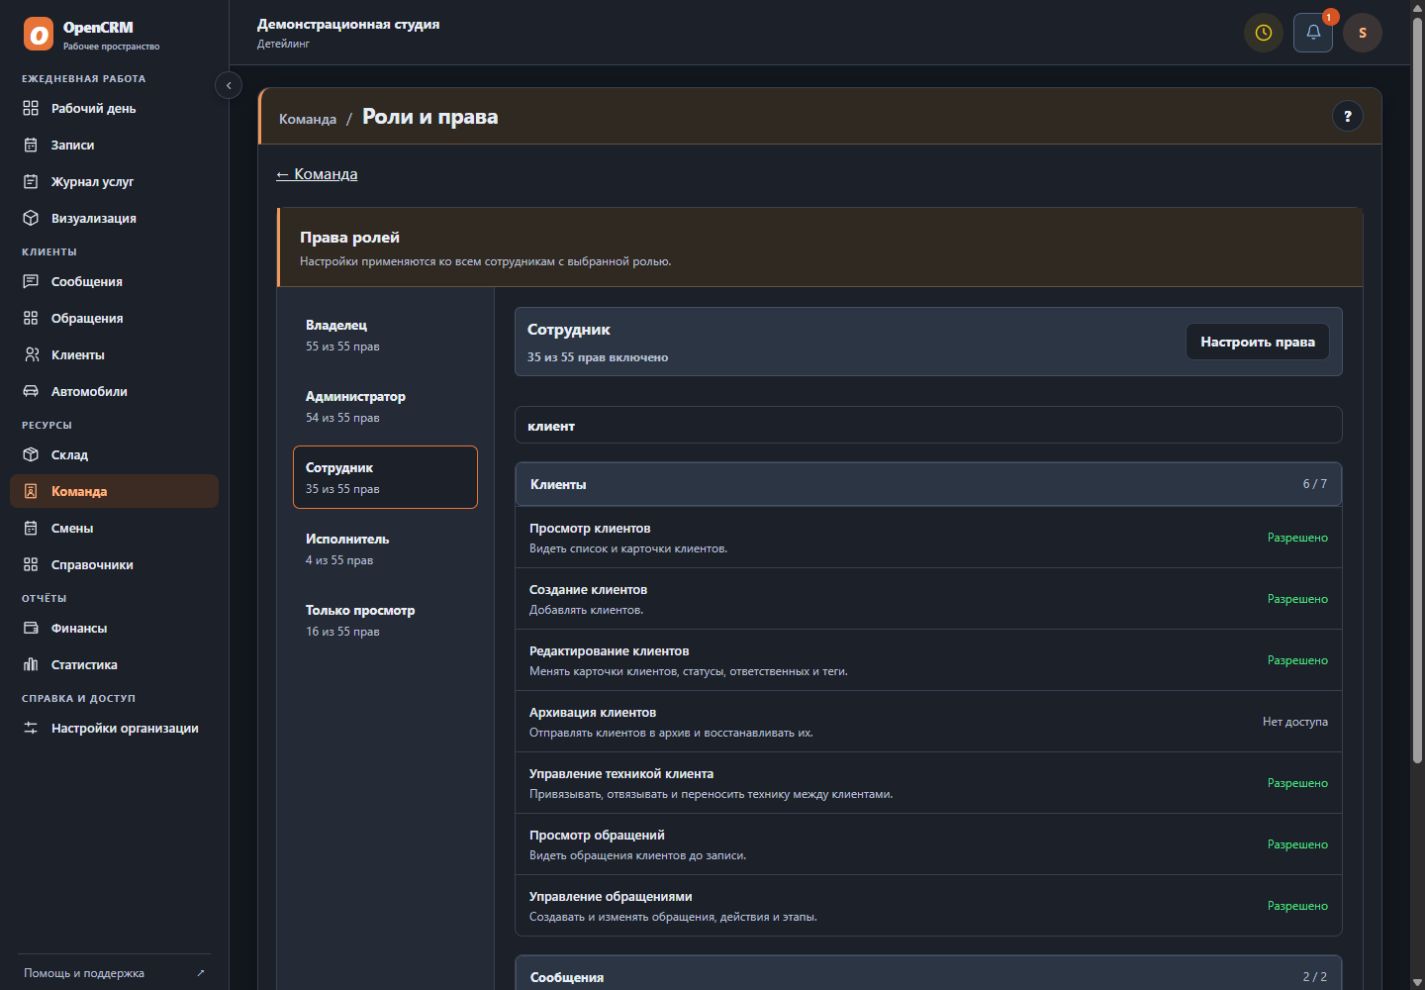 OpenCRM
Рабочее пространство
ЕЖЕДНЕВНАЯ РАБОТА
Рабочий день
Записи
Журнал услуг
Визуализация
КЛИЕНТЫ
Сообщения
Обращения
Клиенты
Автомобили
РЕСУРСЫ
Склад
Команда
Смены
Справочники
ОТЧЁТЫ
Финансы
Статистика
СПРАВКА И ДОСТУП
Настройки организации
Помощь и поддержка
Демонстрационная студия
Детейлинг
1
S
Команда / Роли и права
?
← Команда
Права ролей
Настройки применяются ко всем сотрудникам с выбранной ролью.
Владелец
55 из 55 прав
Администратор
54 из 55 прав
Сотрудник
35 из 55 прав
Исполнитель
4 из 55 прав
Только просмотр
16 из 55 прав
Сотрудник
35 из 55 прав включено
Настроить права
клиент
Клиенты 6 / 7
Просмотр клиентов
Видеть список и карточки клиентов.
Разрешено
Создание клиентов
Добавлять клиентов.
Разрешено
Редактирование клиентов
Менять карточки клиентов, статусы, ответственных и теги.
Разрешено
Архивация клиентов
Отправлять клиентов в архив и восстанавливать их.
Нет доступа
Управление техникой клиента
Привязывать, отвязывать и переносить технику между клиентами.
Разрешено
Просмотр обращений
Видеть обращения клиентов до записи.
Разрешено
Управление обращениями
Создавать и изменять обращения, действия и этапы.
Разрешено
Сообщения 2 / 2